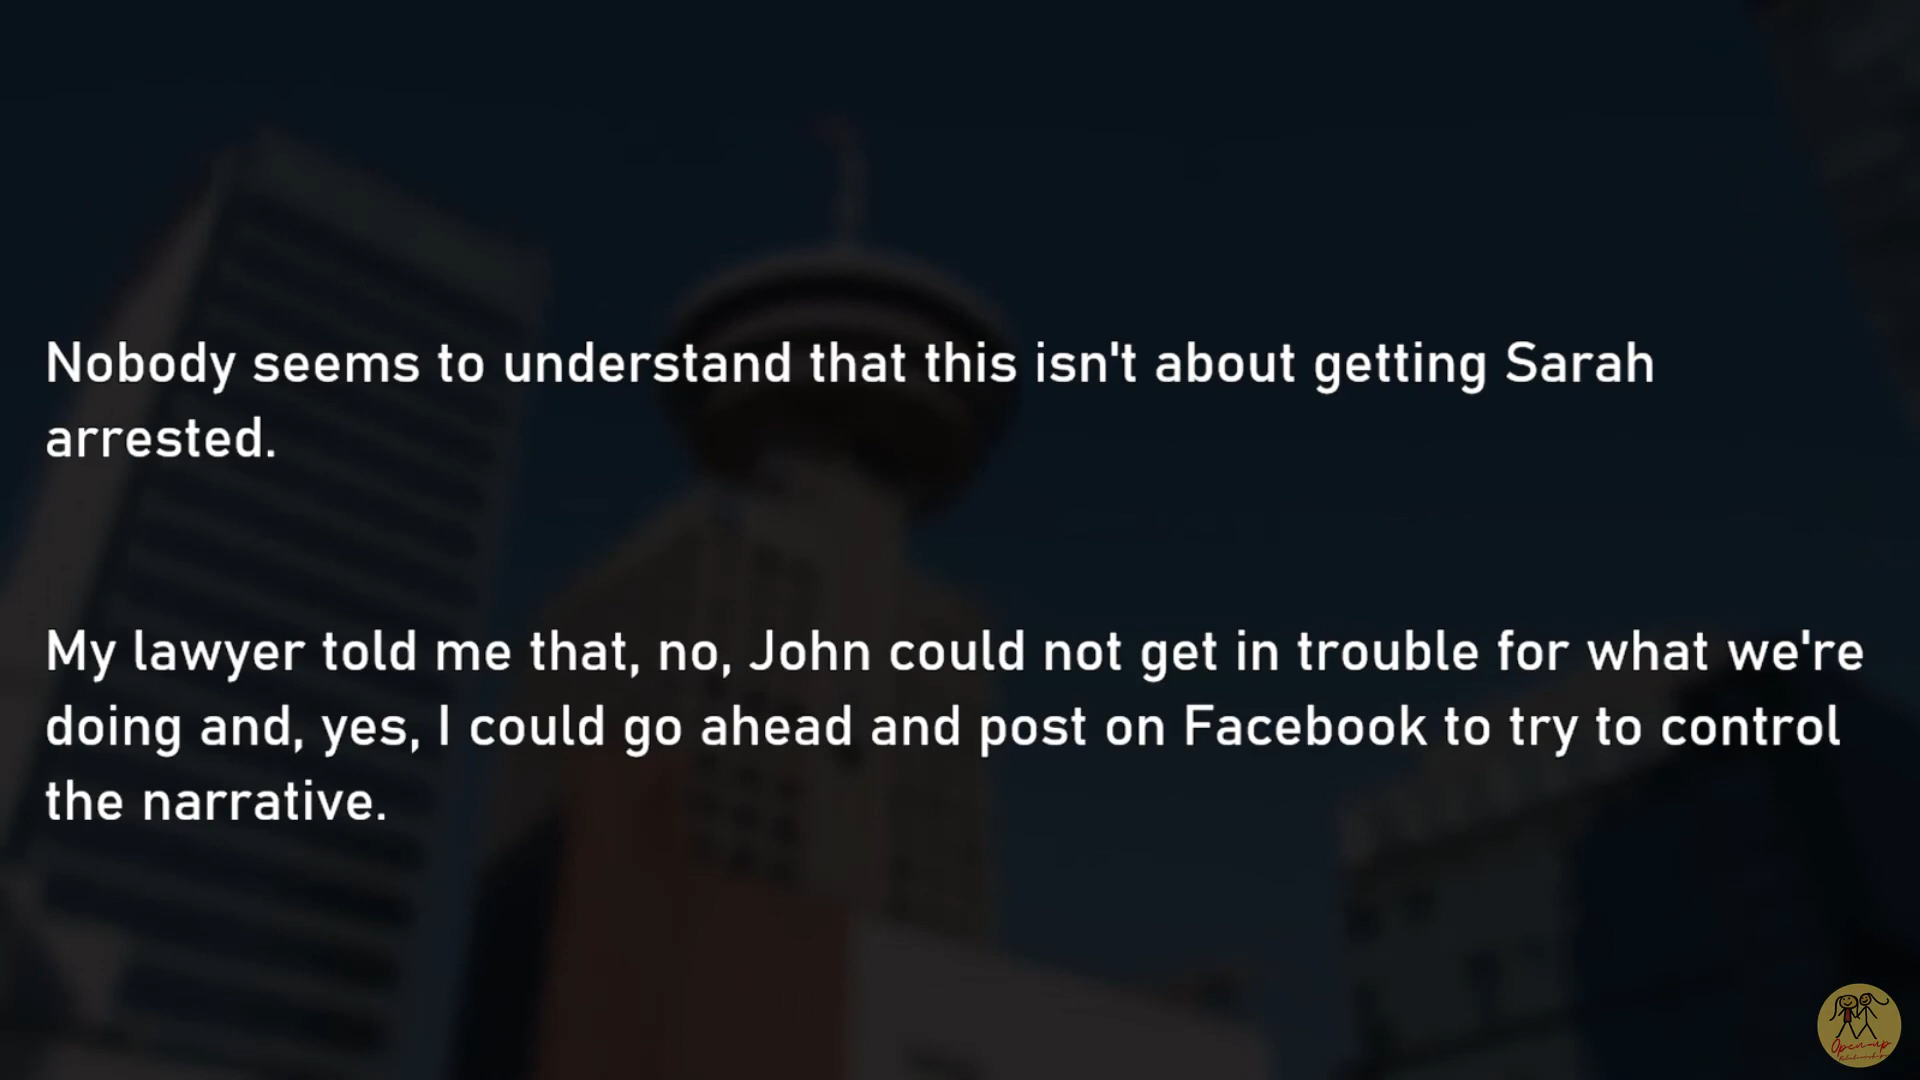 Nobody seems to understand that this isn't about getting Sarah
arrested.
My lawyer told me that, no, John could not get in trouble for what we're
doing and, yes, I could go ahead and post on Facebook to try to control
the narrative.
Open-up